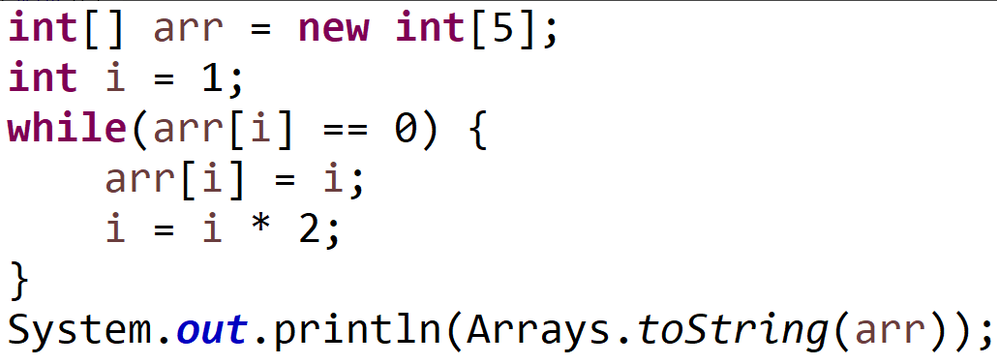 int[] arr = new int[5];
int i = 1;
while(arr[i] == 0) {
    arr[i] = i;
    i = i * 2;
}
System.out.println(Arrays.toString(arr));